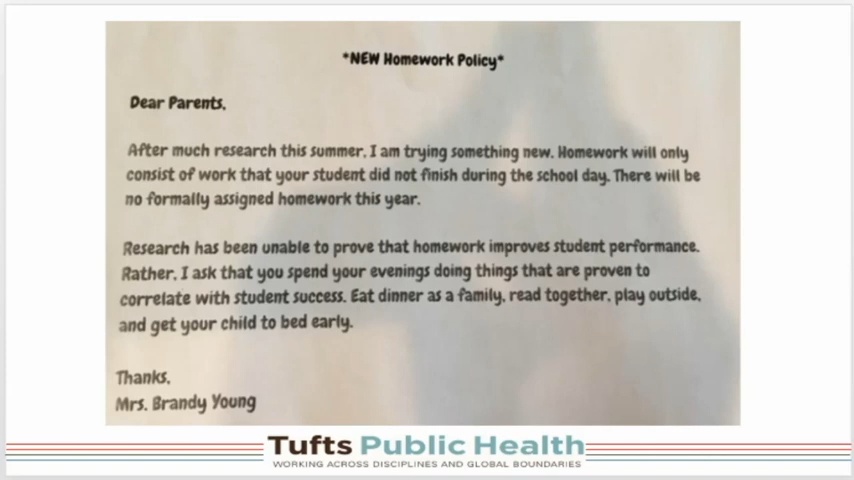 *NEW Homework Policy*
Dear Parents,
After much research this summer, I am trying something new. Homework will only
consist of work that your student did not finish during the school day. There will be
no formally assigned homework this year.
Research has been unable to prove that homework improves student performance.
Rather, I ask that you spend your evenings doing things that are proven to
correlate with student success. Eat dinner as a family, read together, play outside,
and get your child to bed early.
Thanks,
Mrs. Brandy Young
Tufts Public Health
WORKING ACROSS DISCIPLINES AND GLOBAL BOUNDARIES